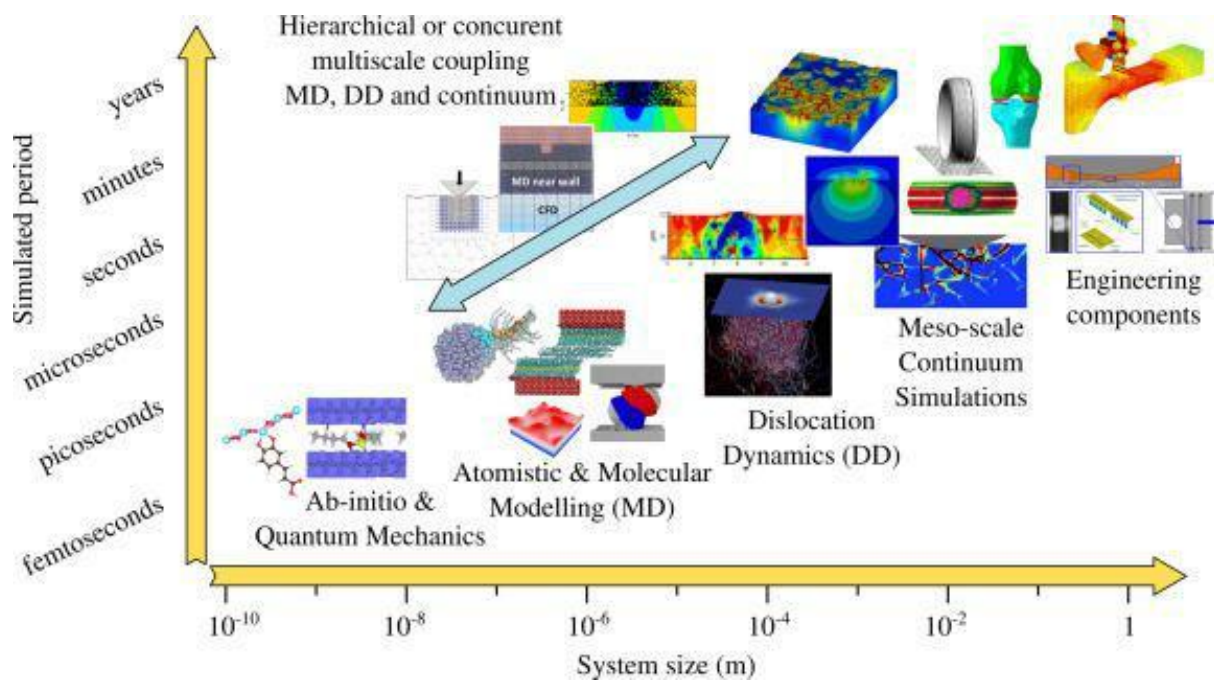 Hierarchical or concurent
multiscale coupling
MD, DD and continuum
years
minutes
seconds
microseconds
picoseconds
femtoseconds
Simulated period
MD near wall
CFD
Engineering
components
Meso-scale
Continuum
Simulations
Dislocation
Dynamics (DD)
Atomistic & Molecular
Modelling (MD)
Ab-initio &
Quantum Mechanics
10-10
10-8
10-6
10-4
10-2
1
System size (m)